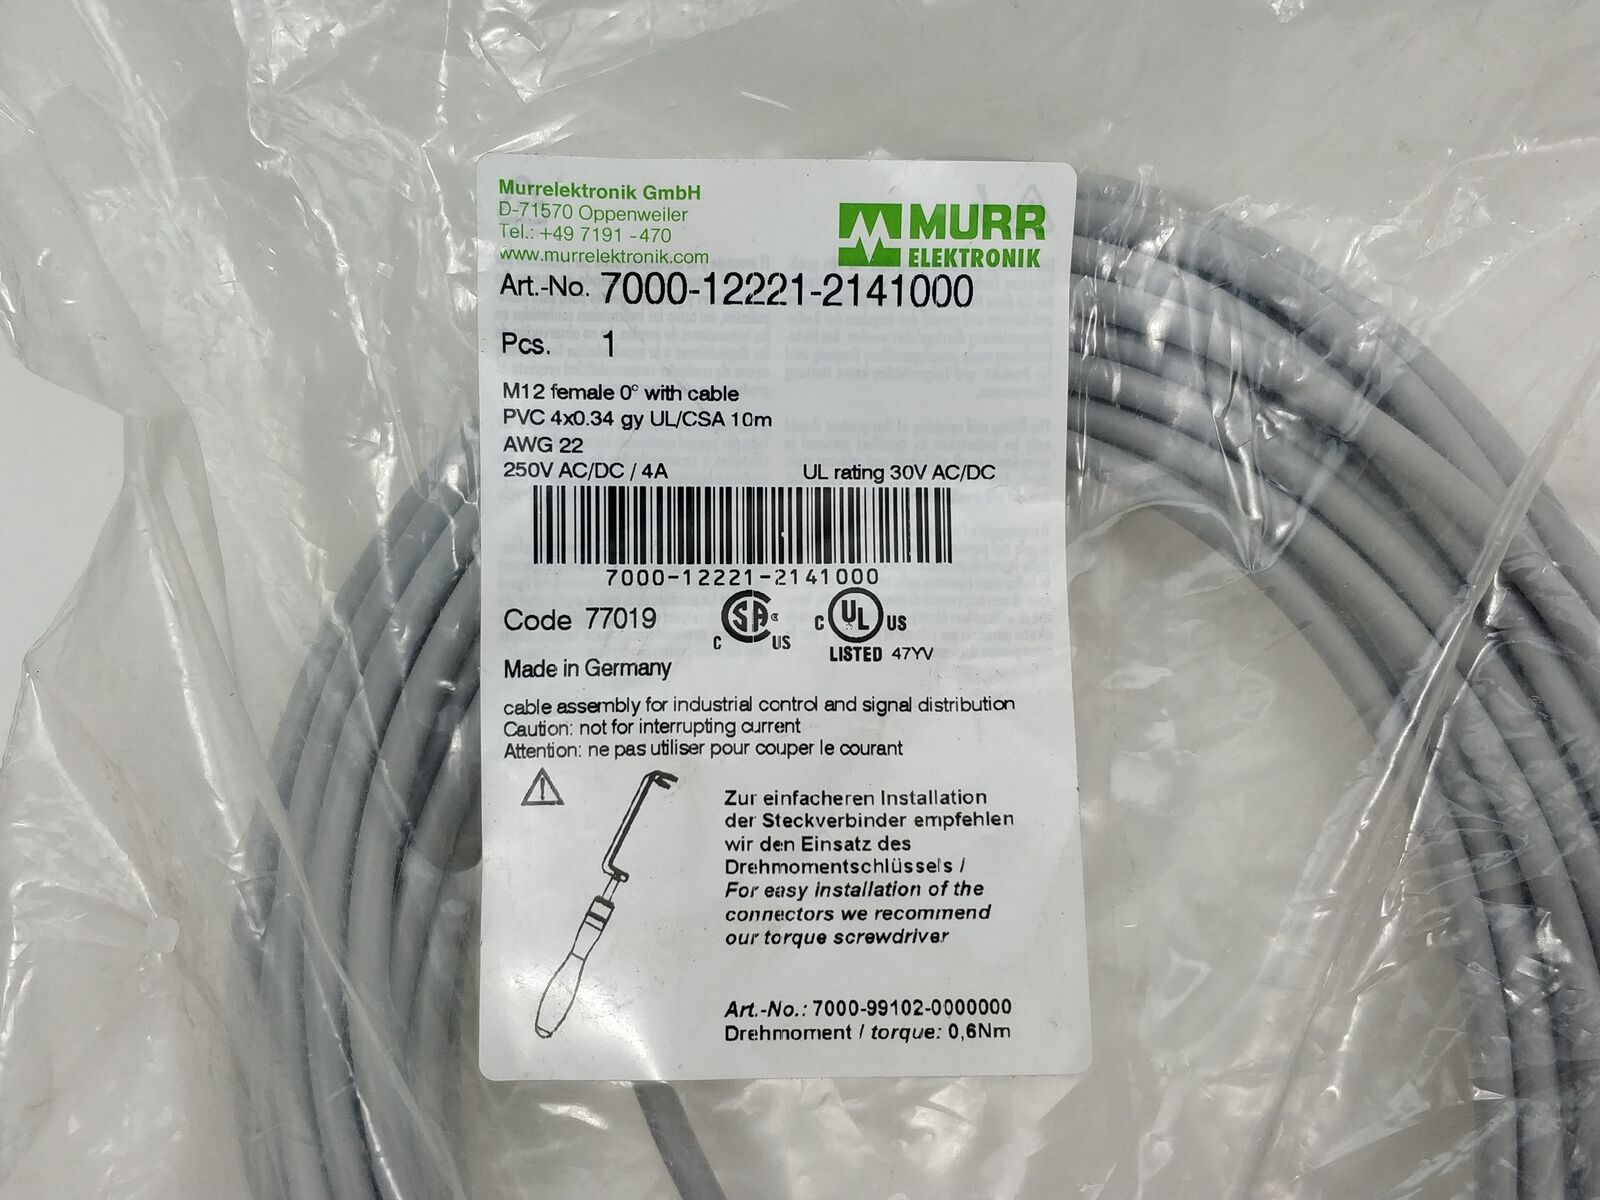 Murrelektronik GmbH
D-71570 Oppenweiler
Tel.: +49 7191 -470
www.murrelektronik.com
MURR
ELEKTRONIK
Art.-No. 7000-12221-2141000
Pcs. 1
M12 female 0° with cable
PVC 4x0.34 gy UL/CSA 10m
AWG 22
250V AC/DC / 4A UL rating 30V AC/DC
7000-12221-2141000
Code 77019
C SA ® US
C UL US
LISTED 47YV
Made in Germany
cable assembly for industrial control and signal distribution
Caution: not for interrupting current
Attention: ne pas utiliser pour couper le courant
Zur einfacheren Installation
der Steckverbinder empfehlen
wir den Einsatz des
Drehmomentschlüssels /
For easy installation of the
connectors we recommend
our torque screwdriver
Art.-No.: 7000-99102-0000000
Drehmoment / torque: 0,6Nm